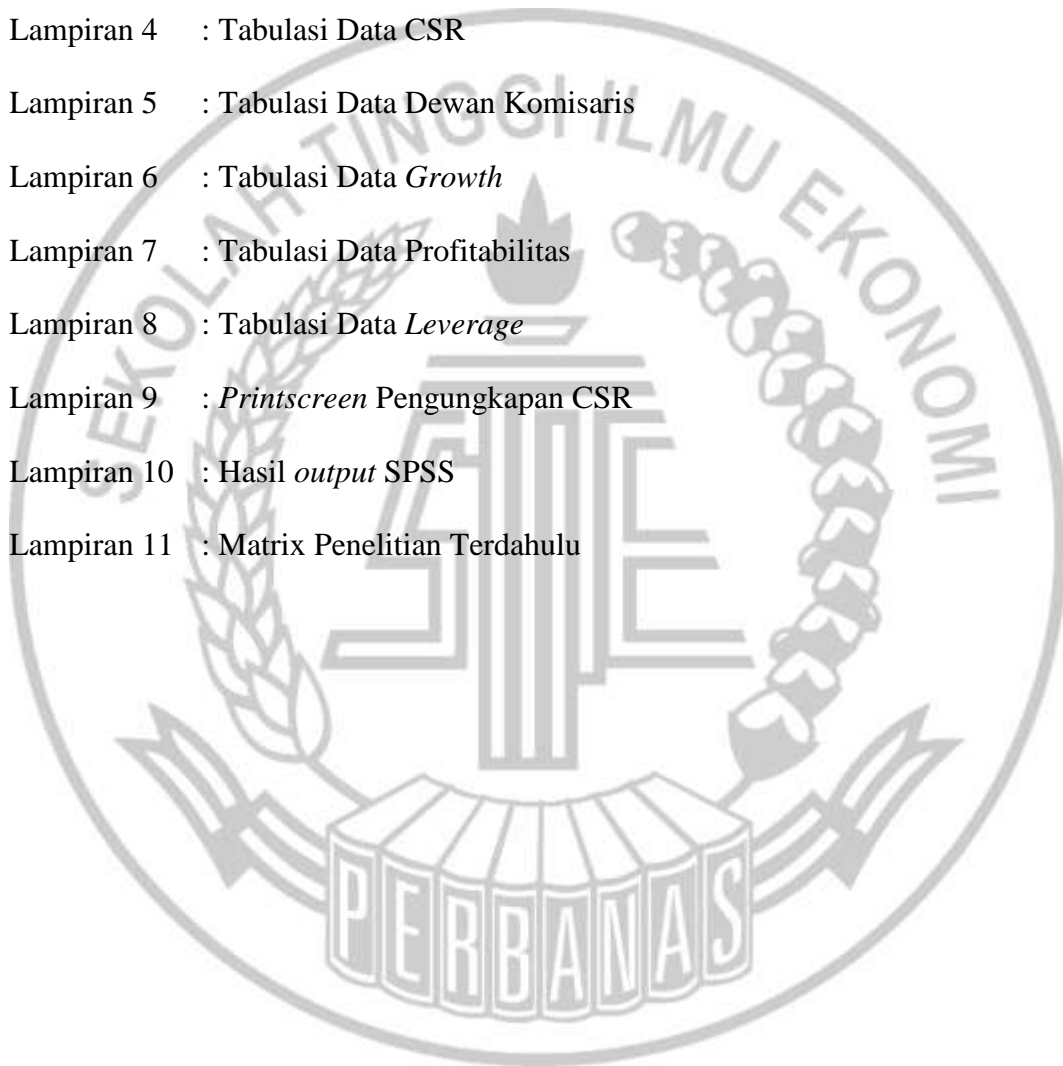 Lampiran 4 : Tabulasi Data CSR
Lampiran 5 : Tabulasi Data Dewan Komisaris
Lampiran 6 : Tabulasi Data Growth
Lampiran 7 : Tabulasi Data Profitabilitas
Lampiran 8 : Tabulasi Data Leverage
Lampiran 9 : Printscreen Pengungkapan CSR
Lampiran 10 : Hasil output SPSS
Lampiran 11 : Matrix Penelitian Terdahulu
SEKOLAH TINGGI ILMU EKONOMI
PERBANAS